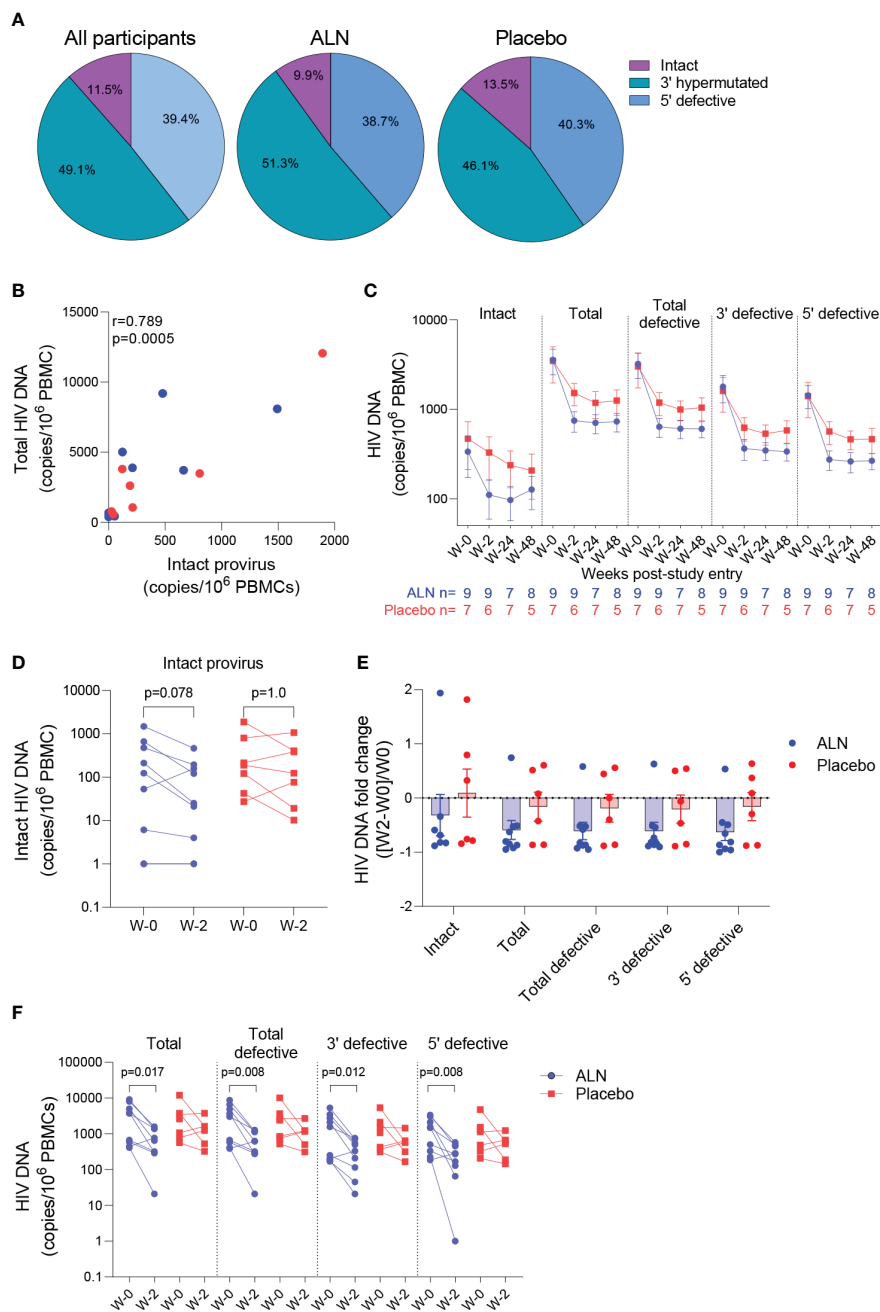 A
All participants
ALN
Placebo
11.5%
39.4%
49.1%
9.9%
38.7%
51.3%
13.5%
40.3%
46.1%
Intact
3' hypermutated
5' defective
B
r=0.789
p=0.0005
15000
10000
5000
0
0 500 1000 1500 2000
Total HIV DNA
(copies/10⁶ PBMC)
Intact provirus
(copies/10⁶ PBMCs)
C
Intact
Total
Total
defective
3' defective
5' defective
10000
1000
100
HIV DNA
(copies/10⁶ PBMC)
W-0 W-2 W-24 W-48 W-0 W-2 W-24 W-48 W-0 W-2 W-24 W-48 W-0 W-2 W-24 W-48 W-0 W-2 W-24 W-48
Weeks post-study entry
ALN n= 9 9 7 8 9 9 7 8 9 9 7 8 9 9 7 8 9 9 7 8
Placebo n= 7 6 7 5 7 6 7 5 7 6 7 5 7 6 7 5 7 6 7 5
D
Intact provirus
p=0.078
p=1.0
10000
1000
100
10
1
0.1
Intact HIV DNA
(copies/10⁶ PBMC)
W-0 W-2 W-0 W-2
E
2
1
0
-1
-2
HIV DNA fold change
([W2-W0]/W0)
Intact
Total
Total defective
3' defective
5' defective
ALN
Placebo
F
Total
Total
defective
3' defective
5' defective
p=0.017
p=0.008
p=0.012
p=0.008
100000
10000
1000
100
10
1
0.1
HIV DNA
(copies/10⁶ PBMCs)
W-0 W-2 W-0 W-2 W-0 W-2 W-0 W-2 W-0 W-2 W-0 W-2 W-0 W-2 W-0 W-2
ALN
Placebo